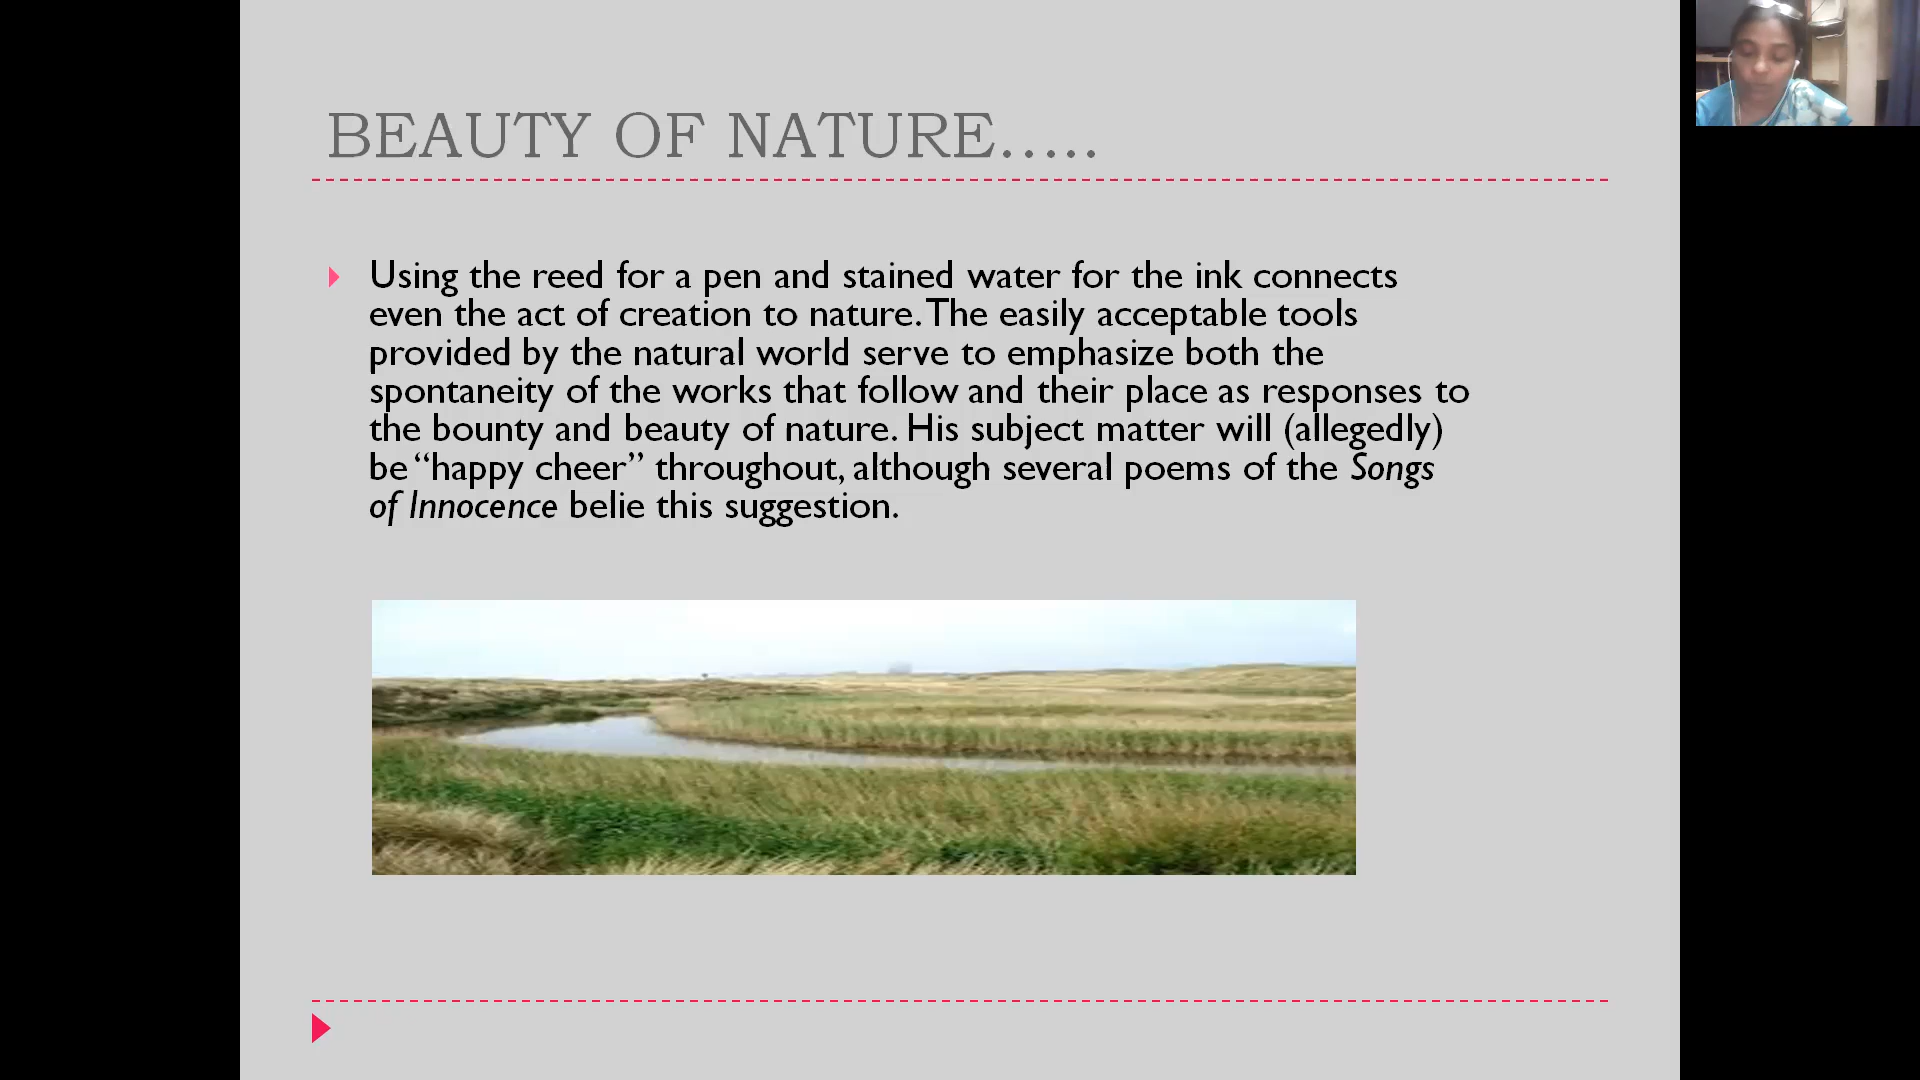 BEAUTY OF NATURE.....
Using the reed for a pen and stained water for the ink connects
even the act of creation to nature. The easily acceptable tools
provided by the natural world serve to emphasize both the
spontaneity of the works that follow and their place as responses to
the bounty and beauty of nature. His subject matter will (allegedly)
be “happy cheer” throughout, although several poems of the Songs
of Innocence belie this suggestion.